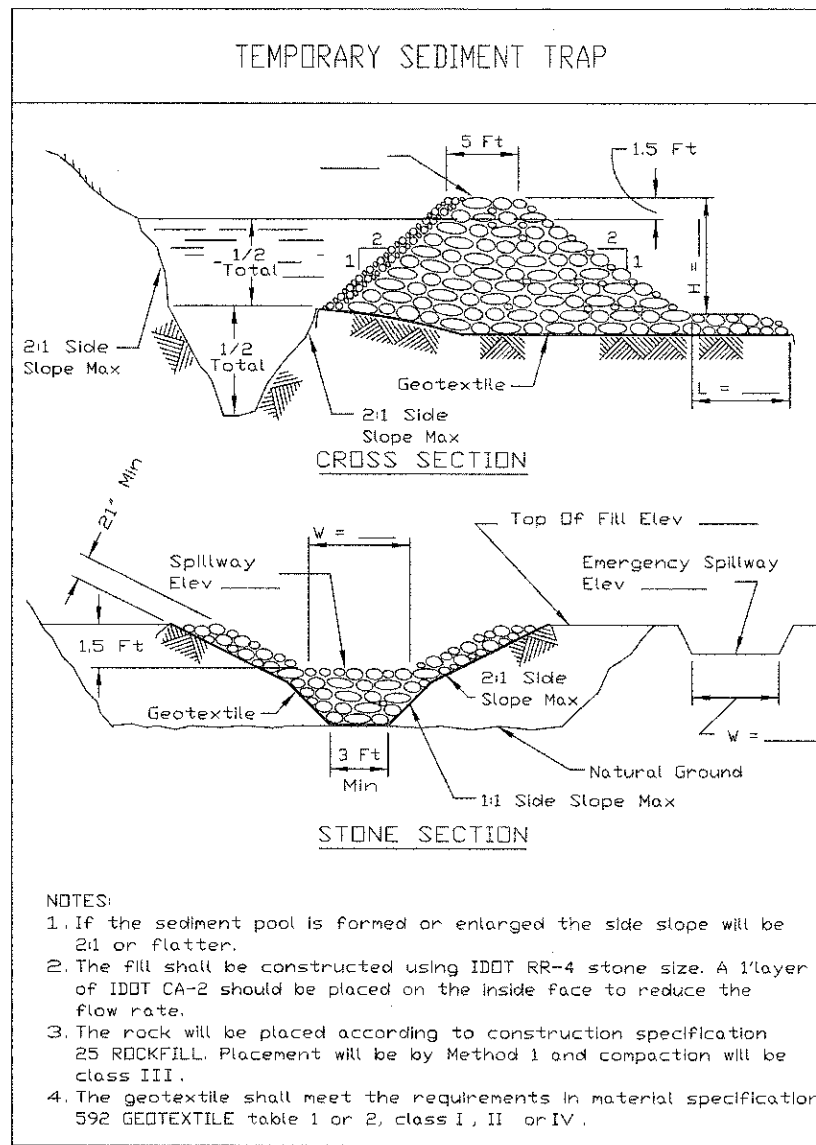 TEMPORARY SEDIMENT TRAP
5 Ft
1.5 Ft
2
1
1/2
Total
2
1
H = ____
2:1 Side
Slope Max
1/2
Total
Geotextile
L = ____
2:1 Side
Slope Max
CROSS SECTION
21" Min
W = ____
Top Of Fill Elev ____
Spillway
Elev ____
Emergency Spillway
Elev ____
1.5 Ft
2:1 Side
Slope Max
Geotextile
3 Ft
Min
W = ____
Natural Ground
1:1 Side Slope Max
STONE SECTION
NOTES:
1. If the sediment pool is formed or enlarged the side slope will be
2:1 or flatter.
2. The fill shall be constructed using IDOT RR-4 stone size. A 1'layer
of IDOT CA-2 should be placed on the inside face to reduce the
flow rate.
3. The rock will be placed according to construction specification
25 ROCKFILL. Placement will be by Method 1 and compaction will be
class III.
4. The geotextile shall meet the requirements in material specification
592 GEOTEXTILE table 1 or 2, class I, II or IV.